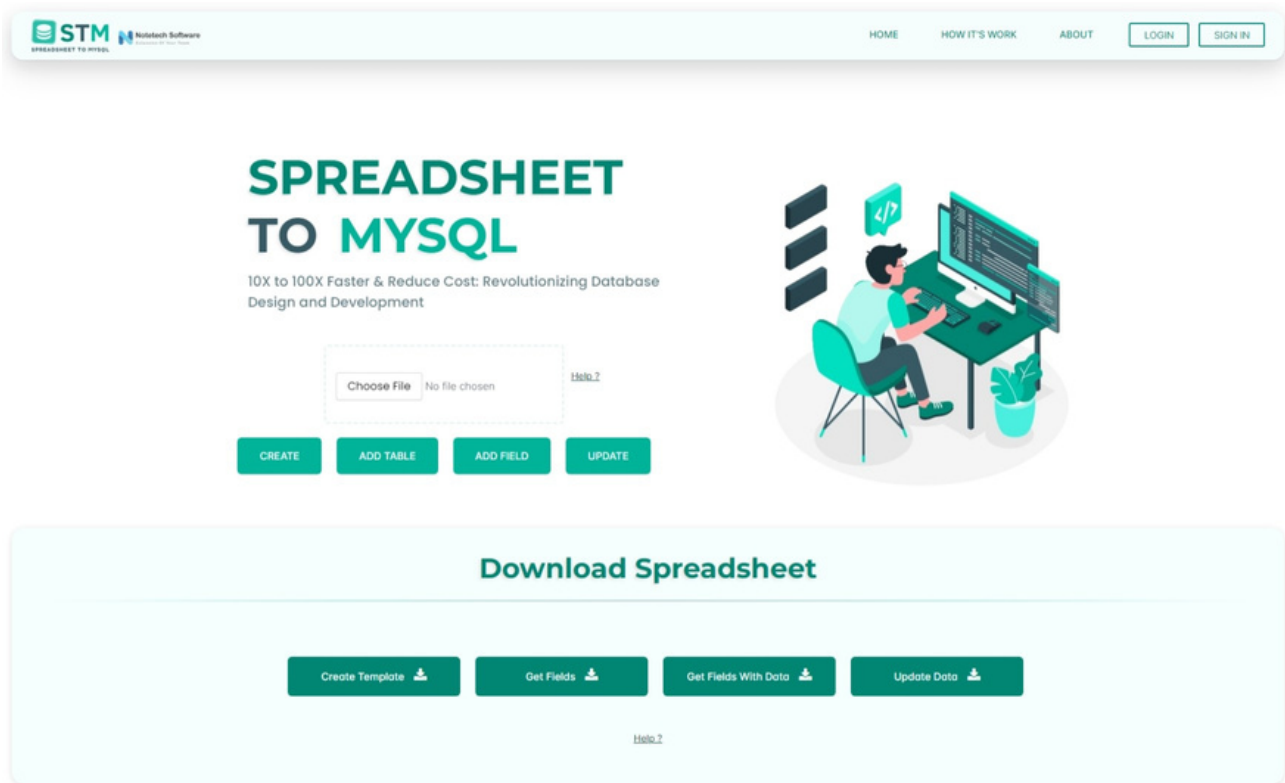 STM
SPREADSHEET TO MYSQL
Notetech Software
HOME
HOW IT'S WORK
ABOUT
LOGIN
SIGN IN
SPREADSHEET
TO MYSQL
10X to 100X Faster & Reduce Cost: Revolutionizing Database
Design and Development
Choose File No file chosen
Help ?
CREATE
ADD TABLE
ADD FIELD
UPDATE
</>
Download Spreadsheet
Create Template
Get Fields
Get Fields With Data
Update Data
Help ?